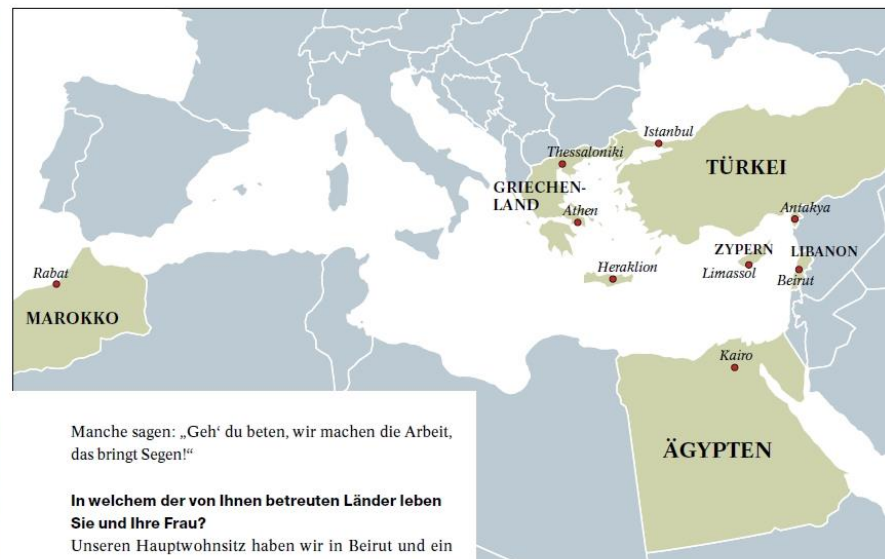 Istanbul
Thessaloniki
TÜRKEI
GRIECHEN-
LAND
Athen
Antakya
ZYPERN
LIBANON
Limassol
Beirut
Heraklion
Rabat
MAROKKO
Kairo
ÄGYPTEN
Manche sagen: „Geh‘ du beten, wir machen die Arbeit,
das bringt Segen!“
In welchem der von Ihnen betreuten Länder leben
Sie und Ihre Frau?
Unseren Hauptwohnsitz haben wir in Beirut und ein